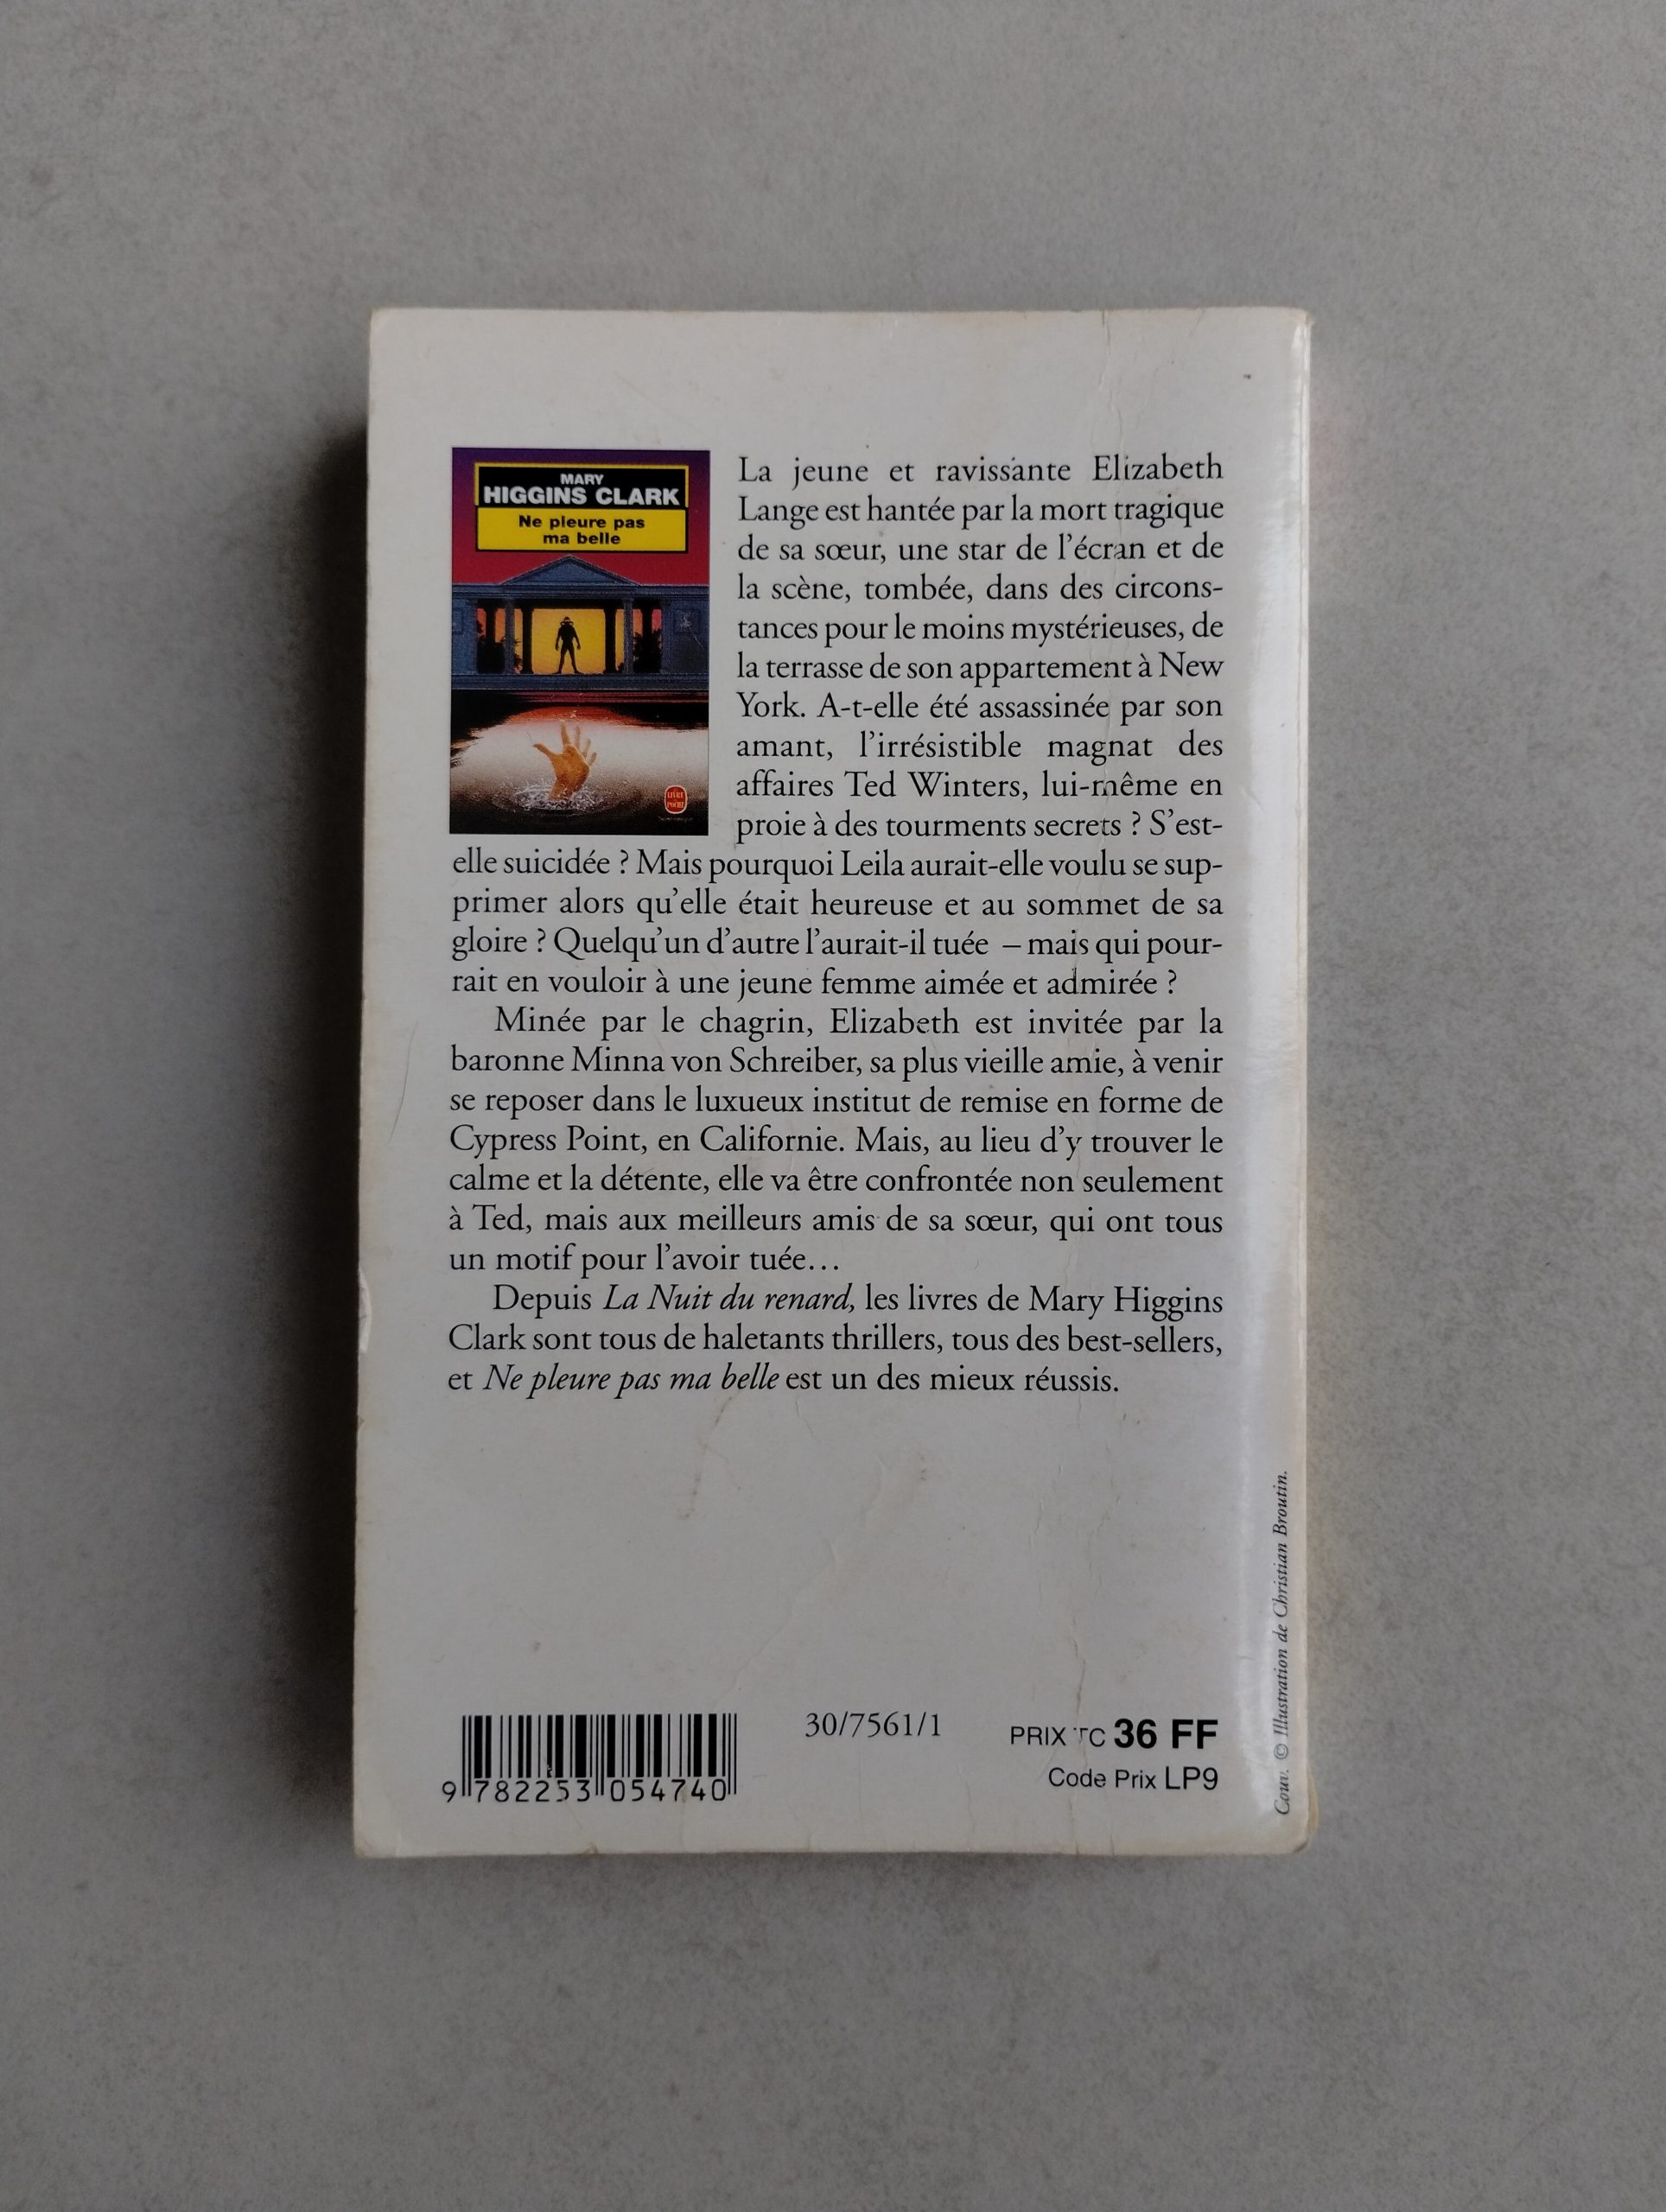 MARY
HIGGINS CLARK
Ne pleure pas
ma belle
LE LIVRE
DE POCHE
La jeune et ravissante Elizabeth
Lange est hantée par la mort tragique
de sa sœur, une star de l'écran et de
la scène, tombée, dans des circons-
tances pour le moins mystérieuses, de
la terrasse de son appartement à New
York. A-t-elle été assassinée par son
amant, l'irrésistible magnat des
affaires Ted Winters, lui-même en
proie à des tourments secrets ? S'est-
elle suicidée ? Mais pourquoi Leila aurait-elle voulu se sup-
primer alors qu'elle était heureuse et au sommet de sa
gloire ? Quelqu'un d'autre l'aurait-il tuée – mais qui pour-
rait en vouloir à une jeune femme aimée et admirée ?
Minée par le chagrin, Elizabeth est invitée par la
baronne Minna von Schreiber, sa plus vieille amie, à venir
se reposer dans le luxueux institut de remise en forme de
Cypress Point, en Californie. Mais, au lieu d'y trouver le
calme et la détente, elle va être confrontée non seulement
à Ted, mais aux meilleurs amis de sa sœur, qui ont tous
un motif pour l'avoir tuée...
Depuis La Nuit du renard, les livres de Mary Higgins
Clark sont tous de haletants thrillers, tous des best-sellers,
et Ne pleure pas ma belle est un des mieux réussis.
Couv. © Illustration de Christian Broutin.
9 782253 054740
30/7561/1
PRIX TC 36 FF
Code Prix LP9